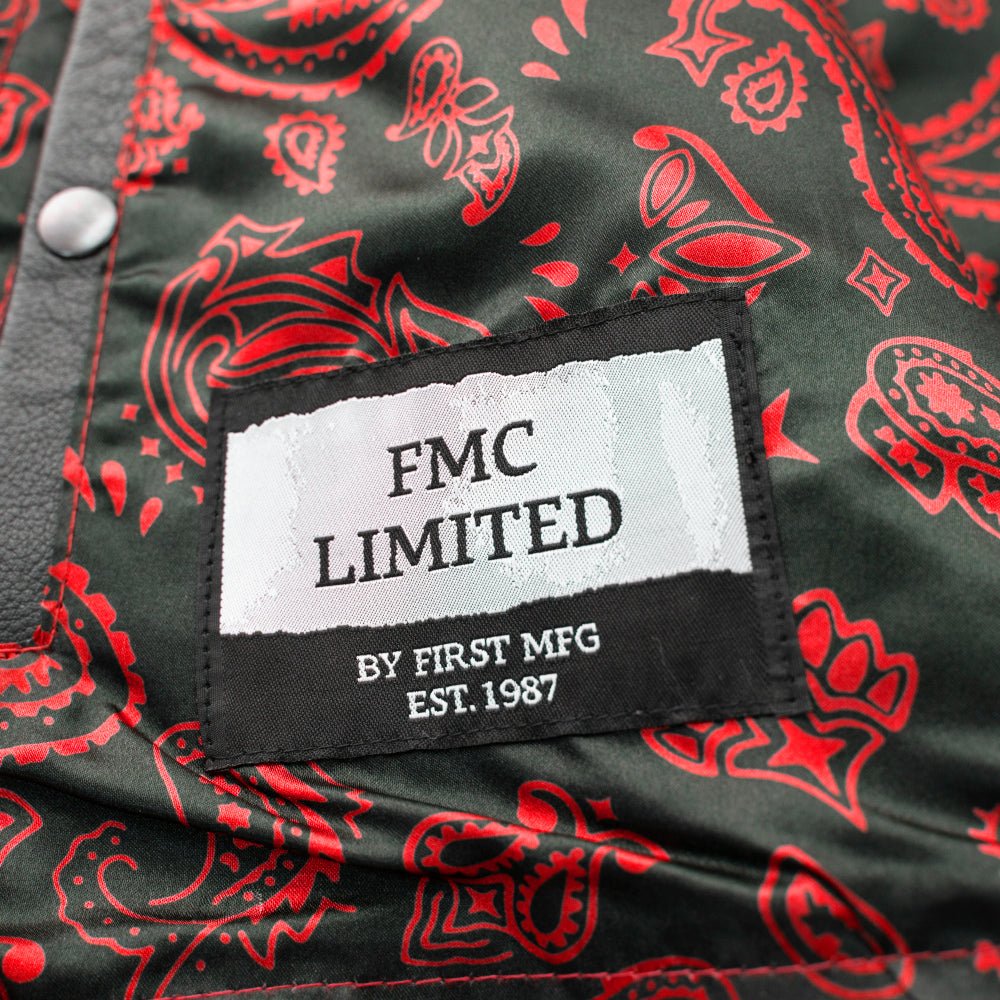 FMC
LIMITED
BY FIRST MFG
EST. 1987